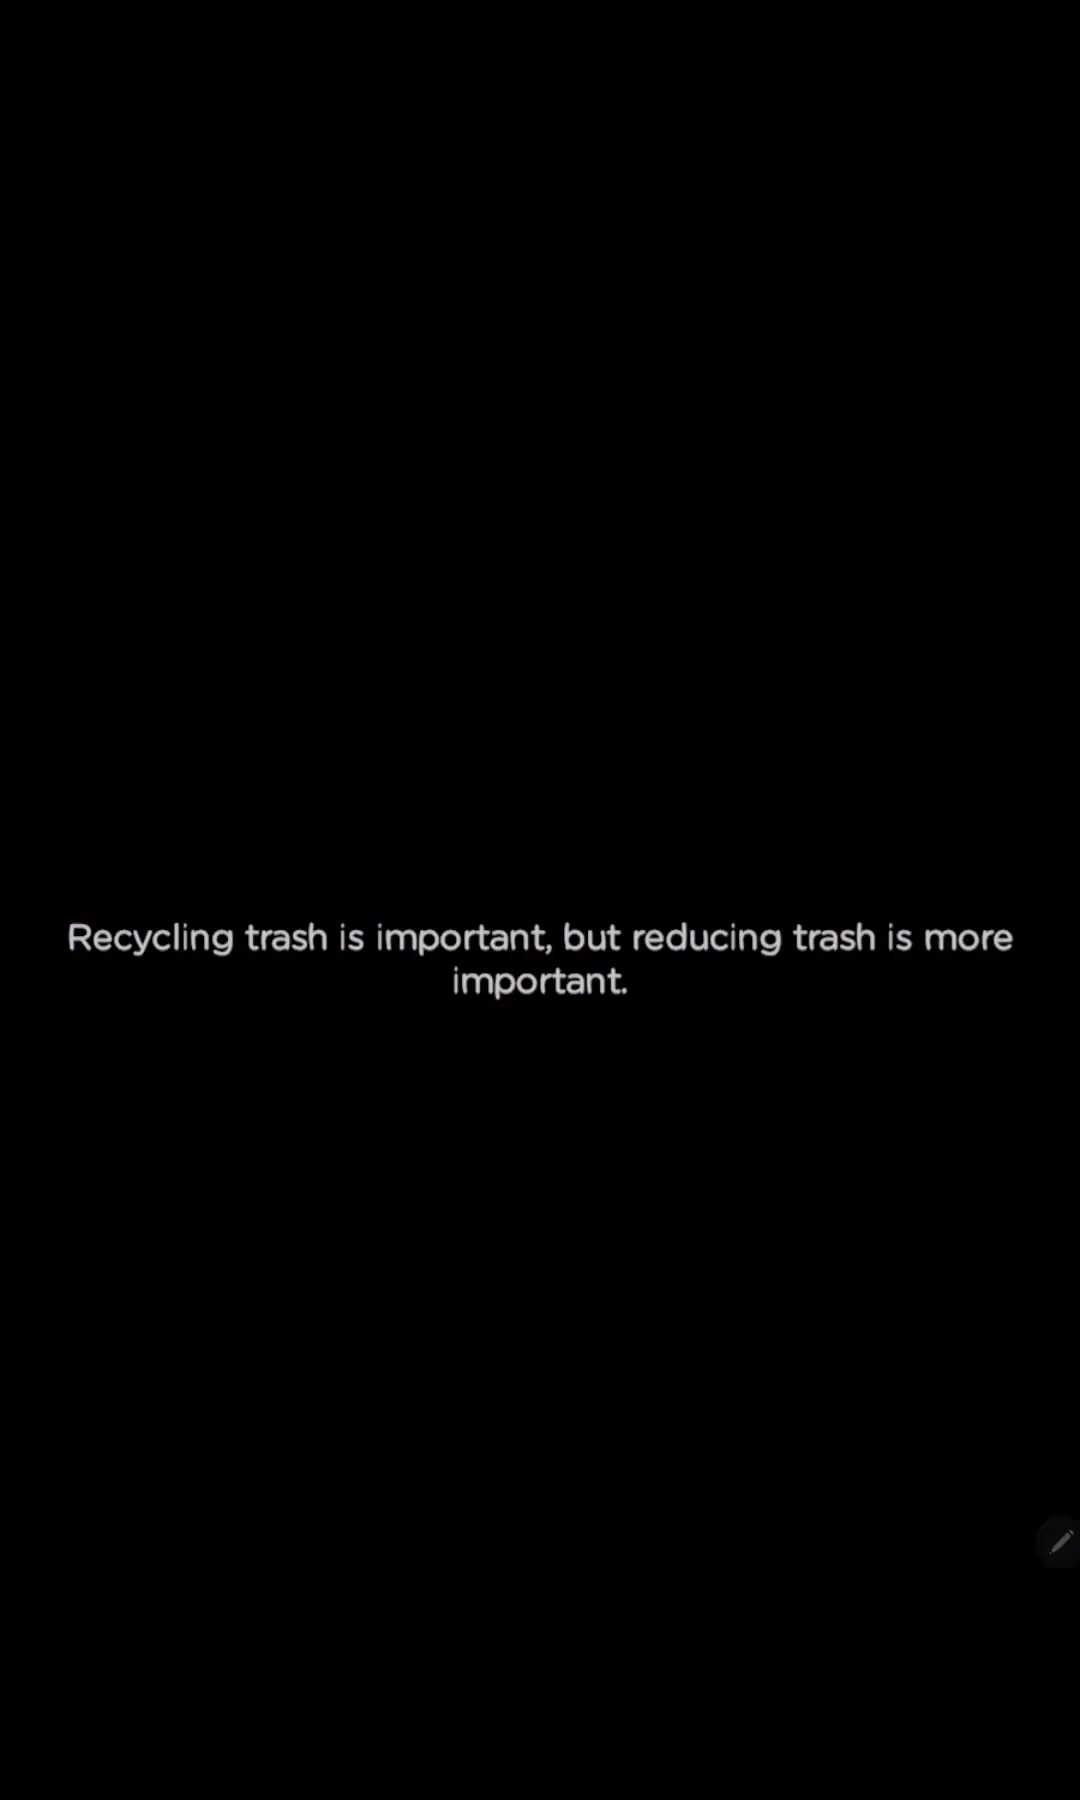 Recycling trash is important, but reducing trash is more
important.